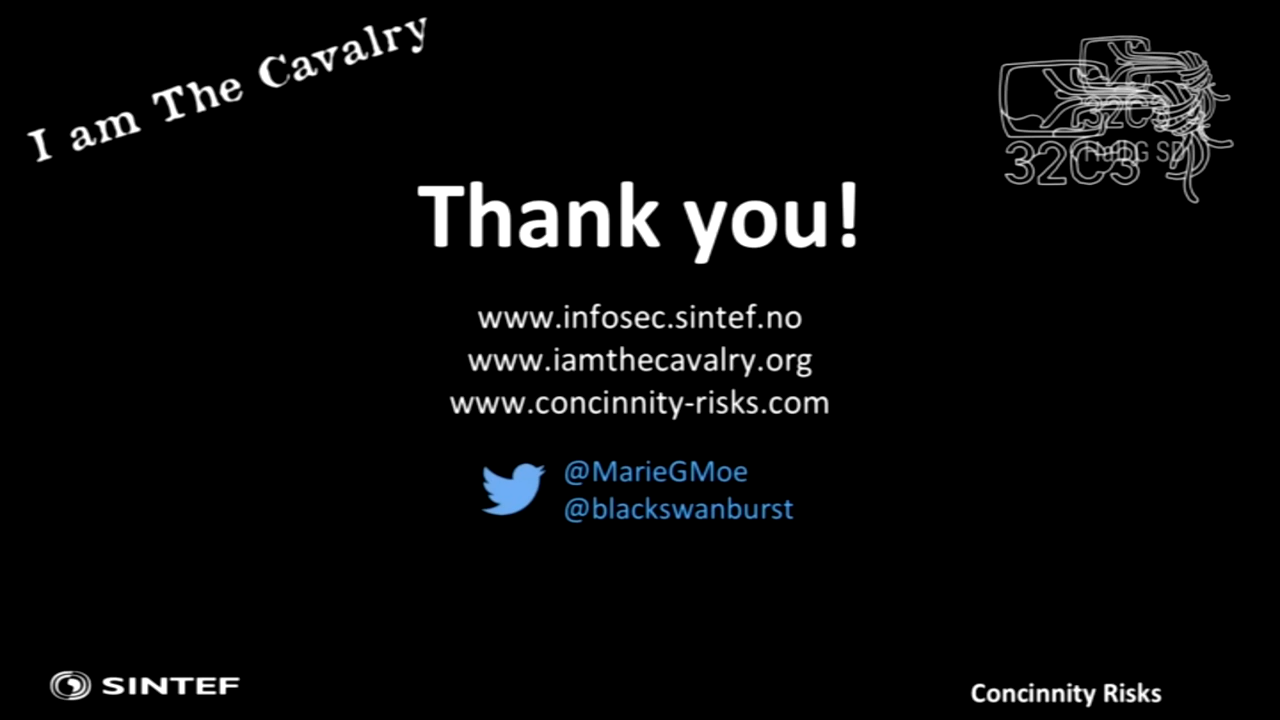 I am The Cavalry
32C3
32C3
Thank you!
www.infosec.sintef.no
www.iamthecavalry.org
www.concinnity-risks.com
@MarieGMoe
@blackswanburst
SINTEF
Concinnity Risks